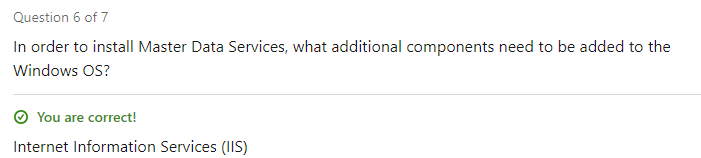 Question 6 of 7
In order to install Master Data Services, what additional components need to be added to the
Windows OS?
You are correct!
Internet Information Services (IIS)